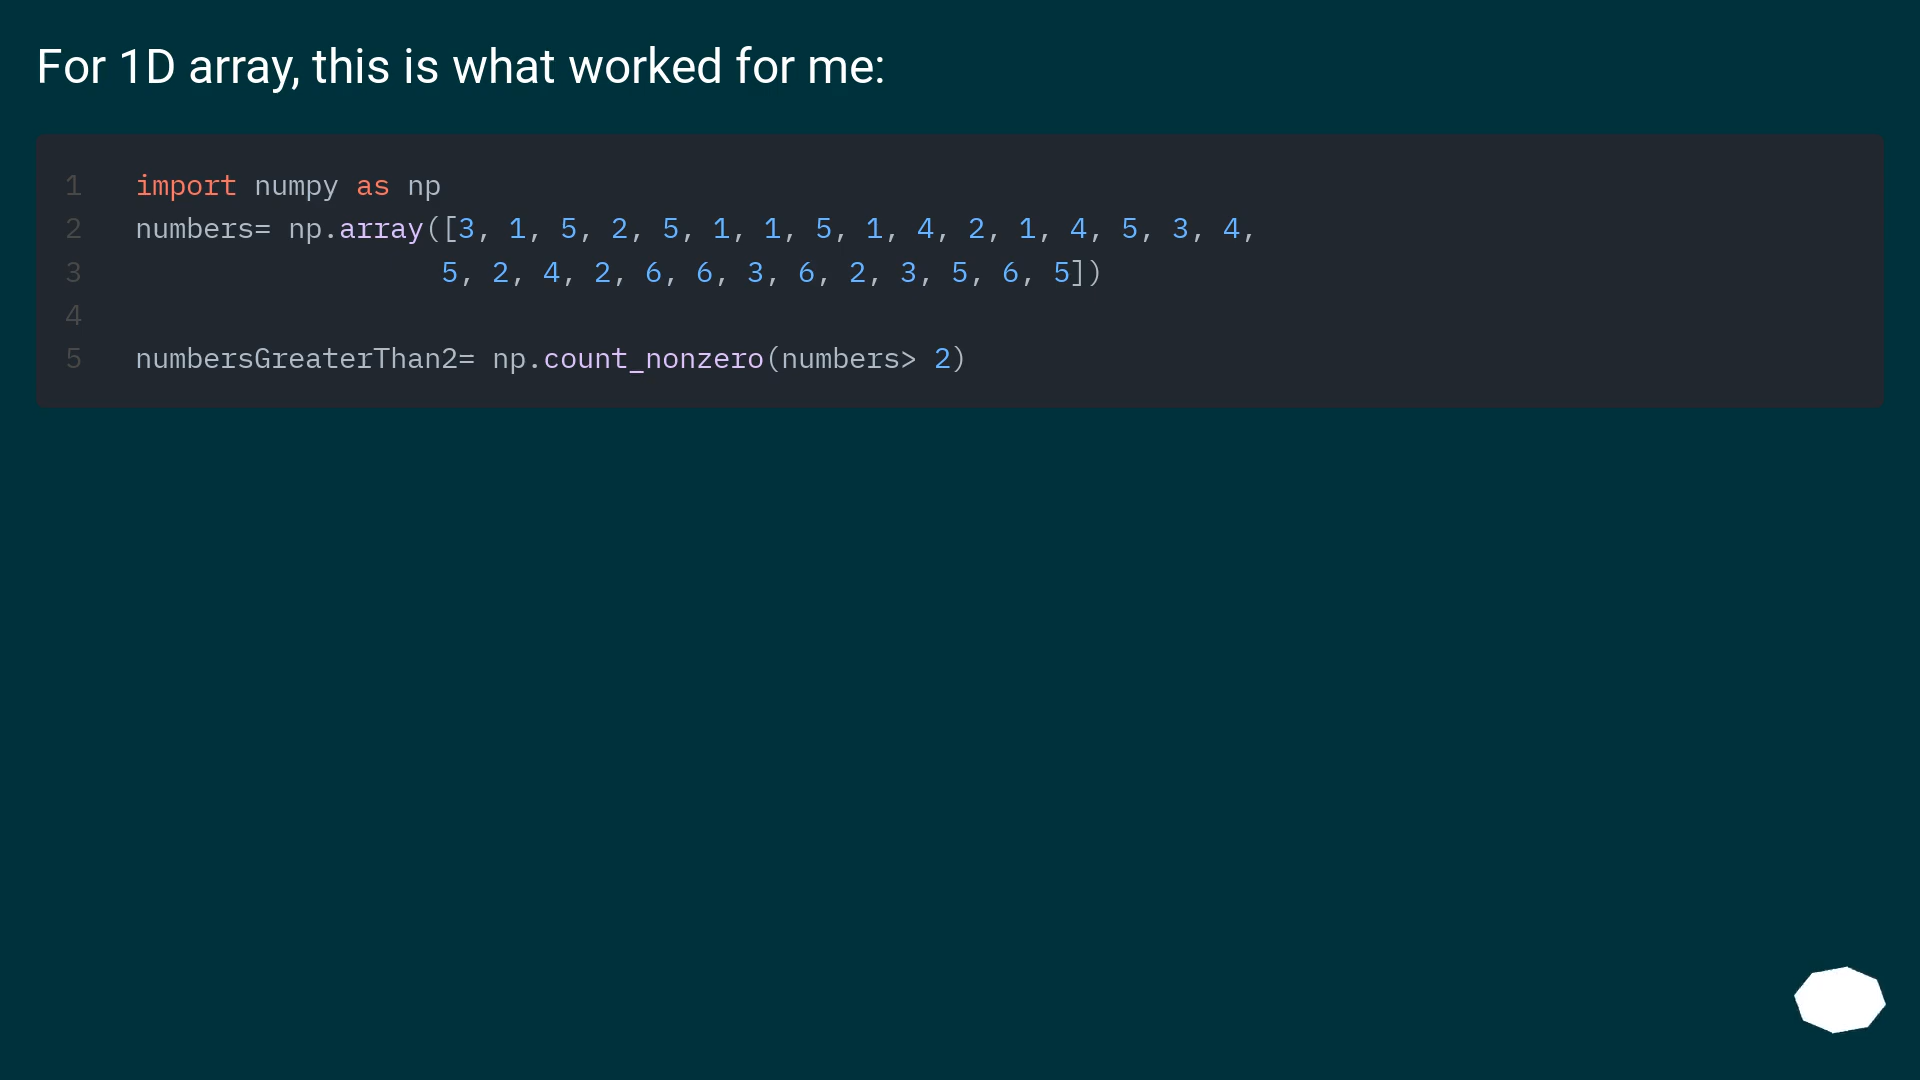 For 1D array, this is what worked for me:
1 import numpy as np
2 numbers= np.array([3, 1, 5, 2, 5, 1, 1, 5, 1, 4, 2, 1, 4, 5, 3, 4,
3 5, 2, 4, 2, 6, 6, 3, 6, 2, 3, 5, 6, 5])
4
5 numbersGreaterThan2= np.count_nonzero(numbers> 2)